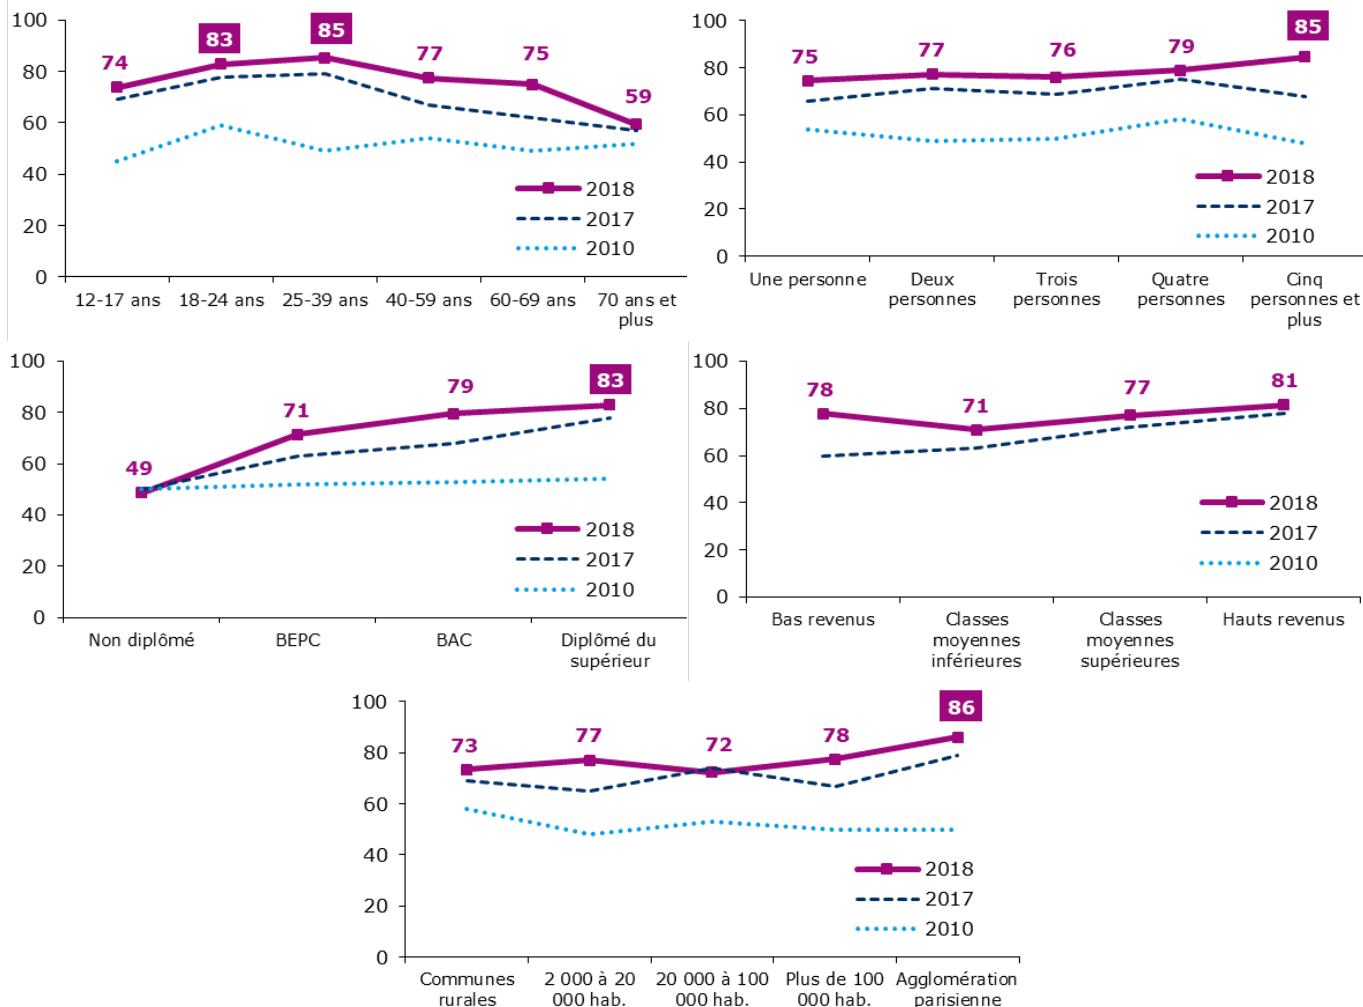 100
80
60
40
20
0
74
83
85
77
75
59
2018
2017
2010
12-17 ans
18-24 ans
25-39 ans
40-59 ans
60-69 ans
70 ans et
plus
100
80
60
40
20
0
75
77
76
79
85
2018
2017
2010
Une personne
Deux
personnes
Trois
personnes
Quatre
personnes
Cinq
personnes et
plus
100
80
60
40
20
0
49
71
79
83
2018
2017
2010
Non diplômé
BEPC
BAC
Diplômé du
supérieur
100
80
60
40
20
0
78
71
77
81
2018
2017
2010
Bas revenus
Classes
moyennes
inférieures
Classes
moyennes
supérieures
Hauts revenus
100
80
60
40
20
0
73
77
72
78
86
2018
2017
2010
Communes
rurales
2 000 à 20
000 hab.
20 000 à 100
000 hab.
Plus de 100
000 hab.
Agglomération
parisienne